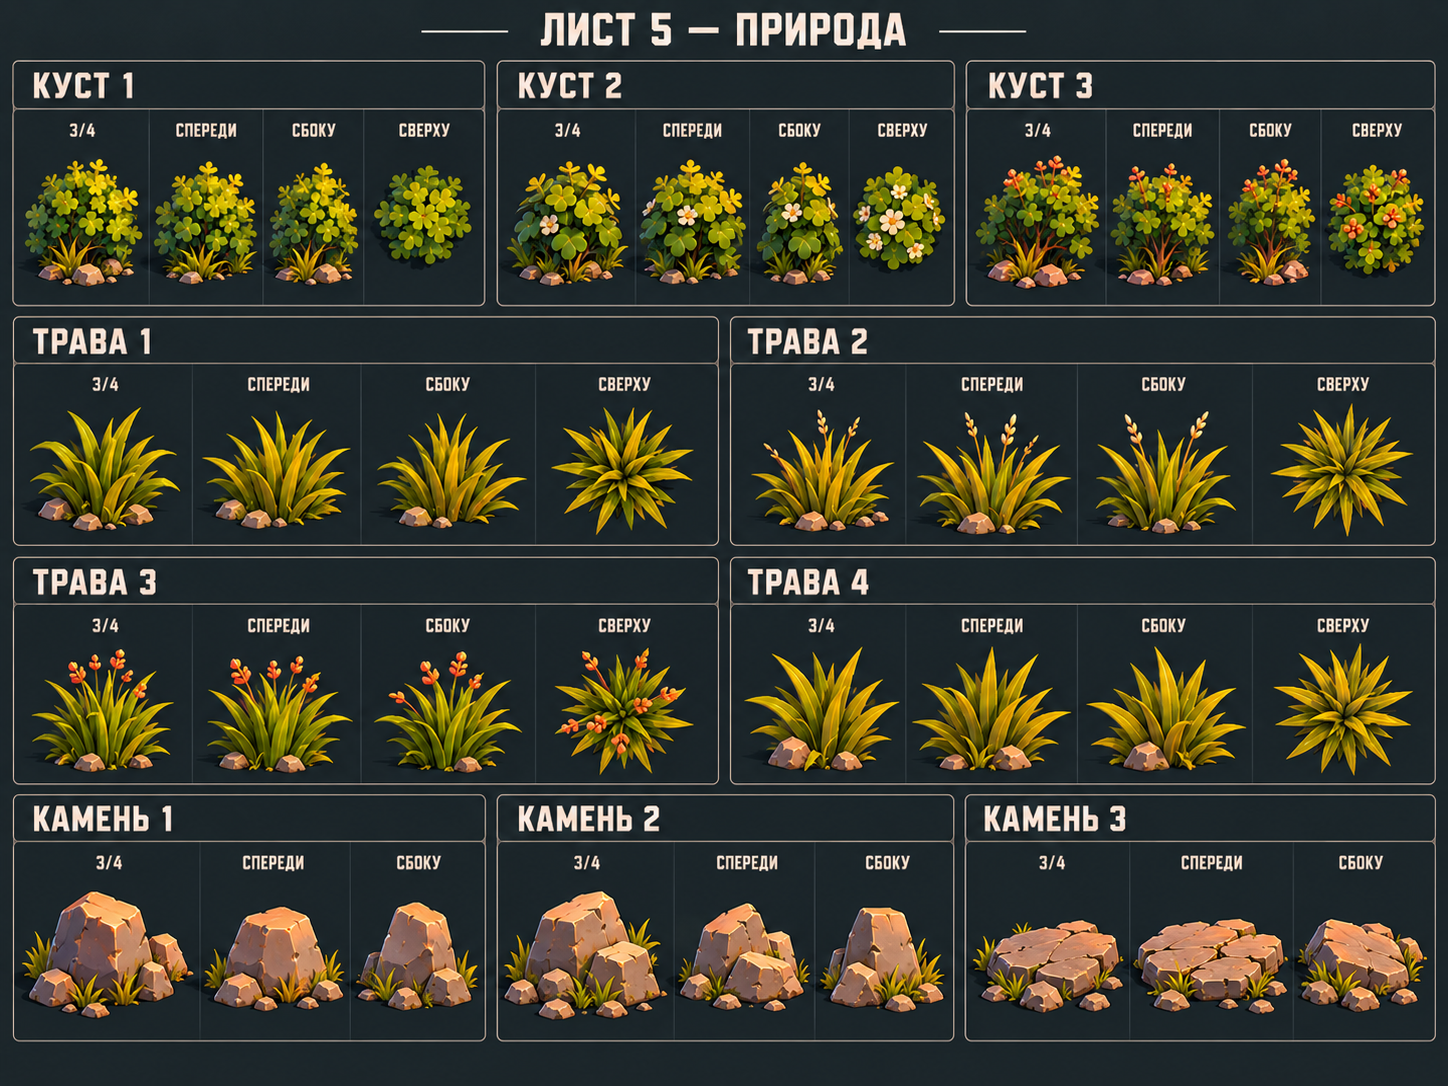 ЛИСТ 5 — ПРИРОДА
КУСТ 1
3/4 СПЕРЕДИ СБОКУ СВЕРХУ
КУСТ 2
3/4 СПЕРЕДИ СБОКУ СВЕРХУ
КУСТ 3
3/4 СПЕРЕДИ СБОКУ СВЕРХУ
ТРАВА 1
3/4 СПЕРЕДИ СБОКУ СВЕРХУ
ТРАВА 2
3/4 СПЕРЕДИ СБОКУ СВЕРХУ
ТРАВА 3
3/4 СПЕРЕДИ СБОКУ СВЕРХУ
ТРАВА 4
3/4 СПЕРЕДИ СБОКУ СВЕРХУ
КАМЕНЬ 1
3/4 СПЕРЕДИ СБОКУ
КАМЕНЬ 2
3/4 СПЕРЕДИ СБОКУ
КАМЕНЬ 3
3/4 СПЕРЕДИ СБОКУ